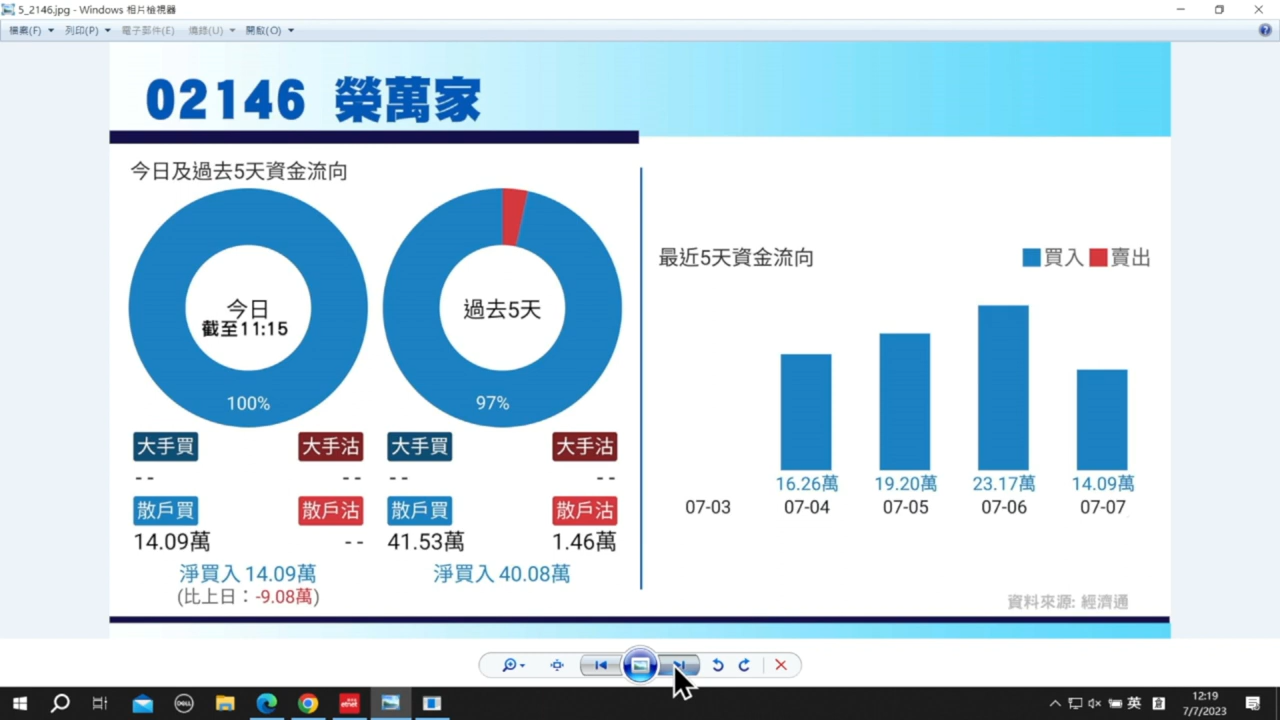 5_2146.jpg - Windows 相片檢視器
檔案(F) 列印(P) 電子郵件(E) 燒錄(U) 開啟(O)
02146 榮萬家
今日及過去5天資金流向
今日
截至11:15
100%
過去5天
97%
大手買 大手沽 大手買 大手沽
-- -- -- --
散戶買 散戶沽 散戶買 散戶沽
14.09萬 -- 41.53萬 1.46萬
淨買入 14.09萬 淨買入 40.08萬
(比上日：-9.08萬)
最近5天資金流向 買入 賣出
16.26萬 19.20萬 23.17萬 14.09萬
07-03 07-04 07-05 07-06 07-07
資料來源: 經濟通
DELL
etnet
英
12:19
7/7/2023